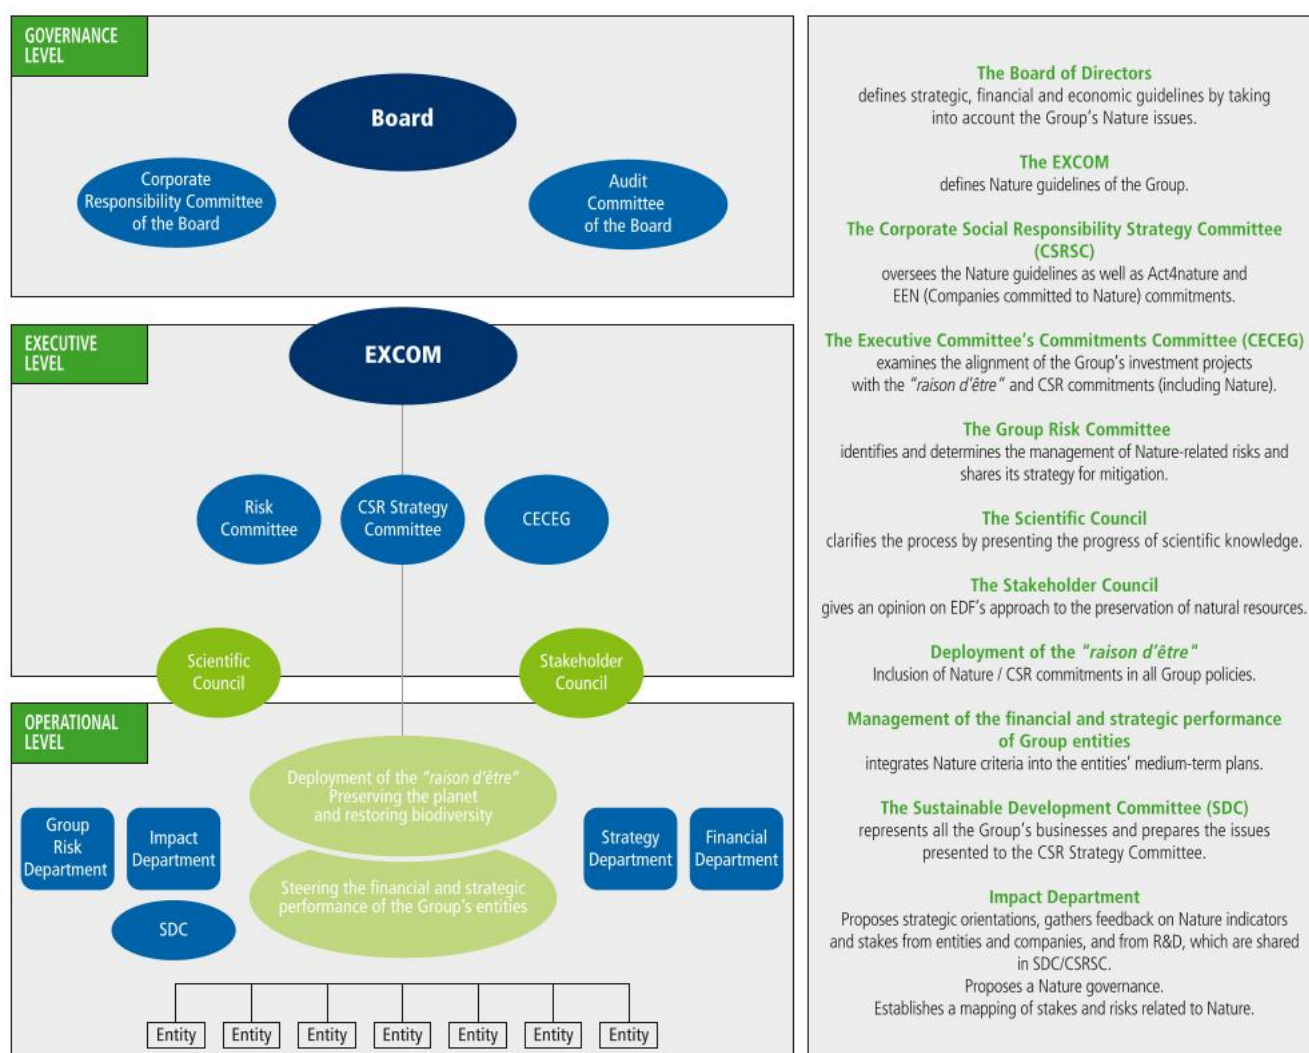 GOVERNANCE
LEVEL
Board
Corporate
Responsibility Committee
of the Board
Audit
Committee
of the Board
EXECUTIVE
LEVEL
EXCOM
Risk
Committee
CSR Strategy
Committee
CECEG
Scientific
Council
Stakeholder
Council
OPERATIONAL
LEVEL
Deployment of the "raison d'être"
Preserving the planet
and restoring biodiversity
Group
Risk
Department
Impact
Department
Strategy
Department
Financial
Department
Steering the financial and strategic
performance of the Group's entities
SDC
Entity
Entity
Entity
Entity
Entity
Entity
Entity
The Board of Directors
defines strategic, financial and economic guidelines by taking
into account the Group's Nature issues.
The EXCOM
defines Nature guidelines of the Group.
The Corporate Social Responsibility Strategy Committee
(CSRSC)
oversees the Nature guidelines as well as Act4nature and
EEN (Companies committed to Nature) commitments.
The Executive Committee's Commitments Committee (CECEG)
examines the alignment of the Group's investment projects
with the "raison d'être" and CSR commitments (including Nature).
The Group Risk Committee
identifies and determines the management of Nature-related risks and
shares its strategy for mitigation.
The Scientific Council
clarifies the process by presenting the progress of scientific knowledge.
The Stakeholder Council
gives an opinion on EDF's approach to the preservation of natural resources.
Deployment of the "raison d'être"
Inclusion of Nature / CSR commitments in all Group policies.
Management of the financial and strategic performance
of Group entities
integrates Nature criteria into the entities' medium-term plans.
The Sustainable Development Committee (SDC)
represents all the Group's businesses and prepares the issues
presented to the CSR Strategy Committee.
Impact Department
Proposes strategic orientations, gathers feedback on Nature indicators
and stakes from entities and companies, and from R&D, which are shared
in SDC/CSRSC.
Proposes a Nature governance.
Establishes a mapping of stakes and risks related to Nature.